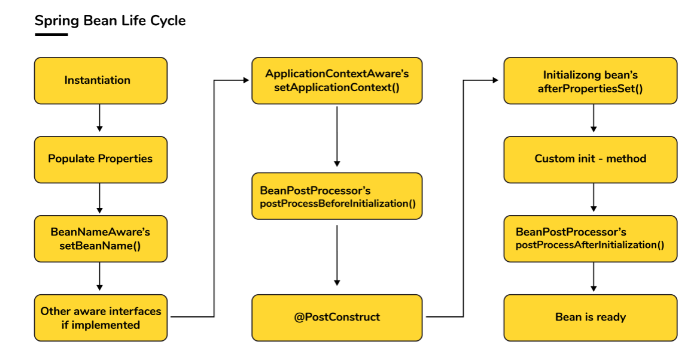 Spring Bean Life Cycle
Instantiation
Populate Properties
BeanNameAware's
setBeanName()
Other aware interfaces
if implemented
ApplicationContextAware's
setApplicationContext()
BeanPostProcessor's
postProcessBeforeInitialization()
@PostConstruct
Initializong bean's
afterPropertiesSet()
Custom init - method
BeanPostProcessor's
postProcessAfterInitialization()
Bean is ready